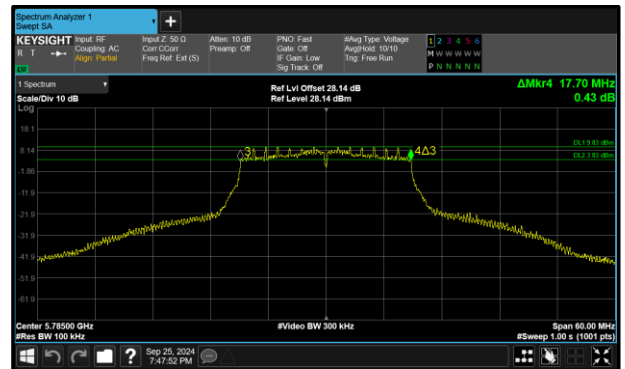 Spectrum Analyzer 1
Swept SA
KEYSIGHT
R T
LXI
Input: RF
Coupling: AC
Align: Partial
Input Z: 50 Ω
Corr CCorr
Freq Ref: Ext (S)
Atten: 10 dB
Preamp: Off
PNO: Fast
Gate: Off
IF Gain: Low
Sig Track: Off
#Avg Type: Voltage
Avg|Hold: 10/10
Trig: Free Run
1 2 3 4 5 6
M W W W W W
P N N N N N
1 Spectrum
Scale/Div 10 dB
Log
Ref Lvl Offset 28.14 dB
Ref Level 28.14 dBm
ΔMkr4 17.70 MHz
0.43 dB
18.1
8.14
-1.86
-11.9
-21.9
-31.9
-41.9
-51.9
-61.9
3
4Δ3
DL1 9.83 dBm
DL2 3.83 dBm
Center 5.78500 GHz
#Res BW 100 kHz
#Video BW 300 kHz
Span 60.00 MHz
#Sweep 1.00 s (1001 pts)
Sep 25, 2024
7:47:52 PM